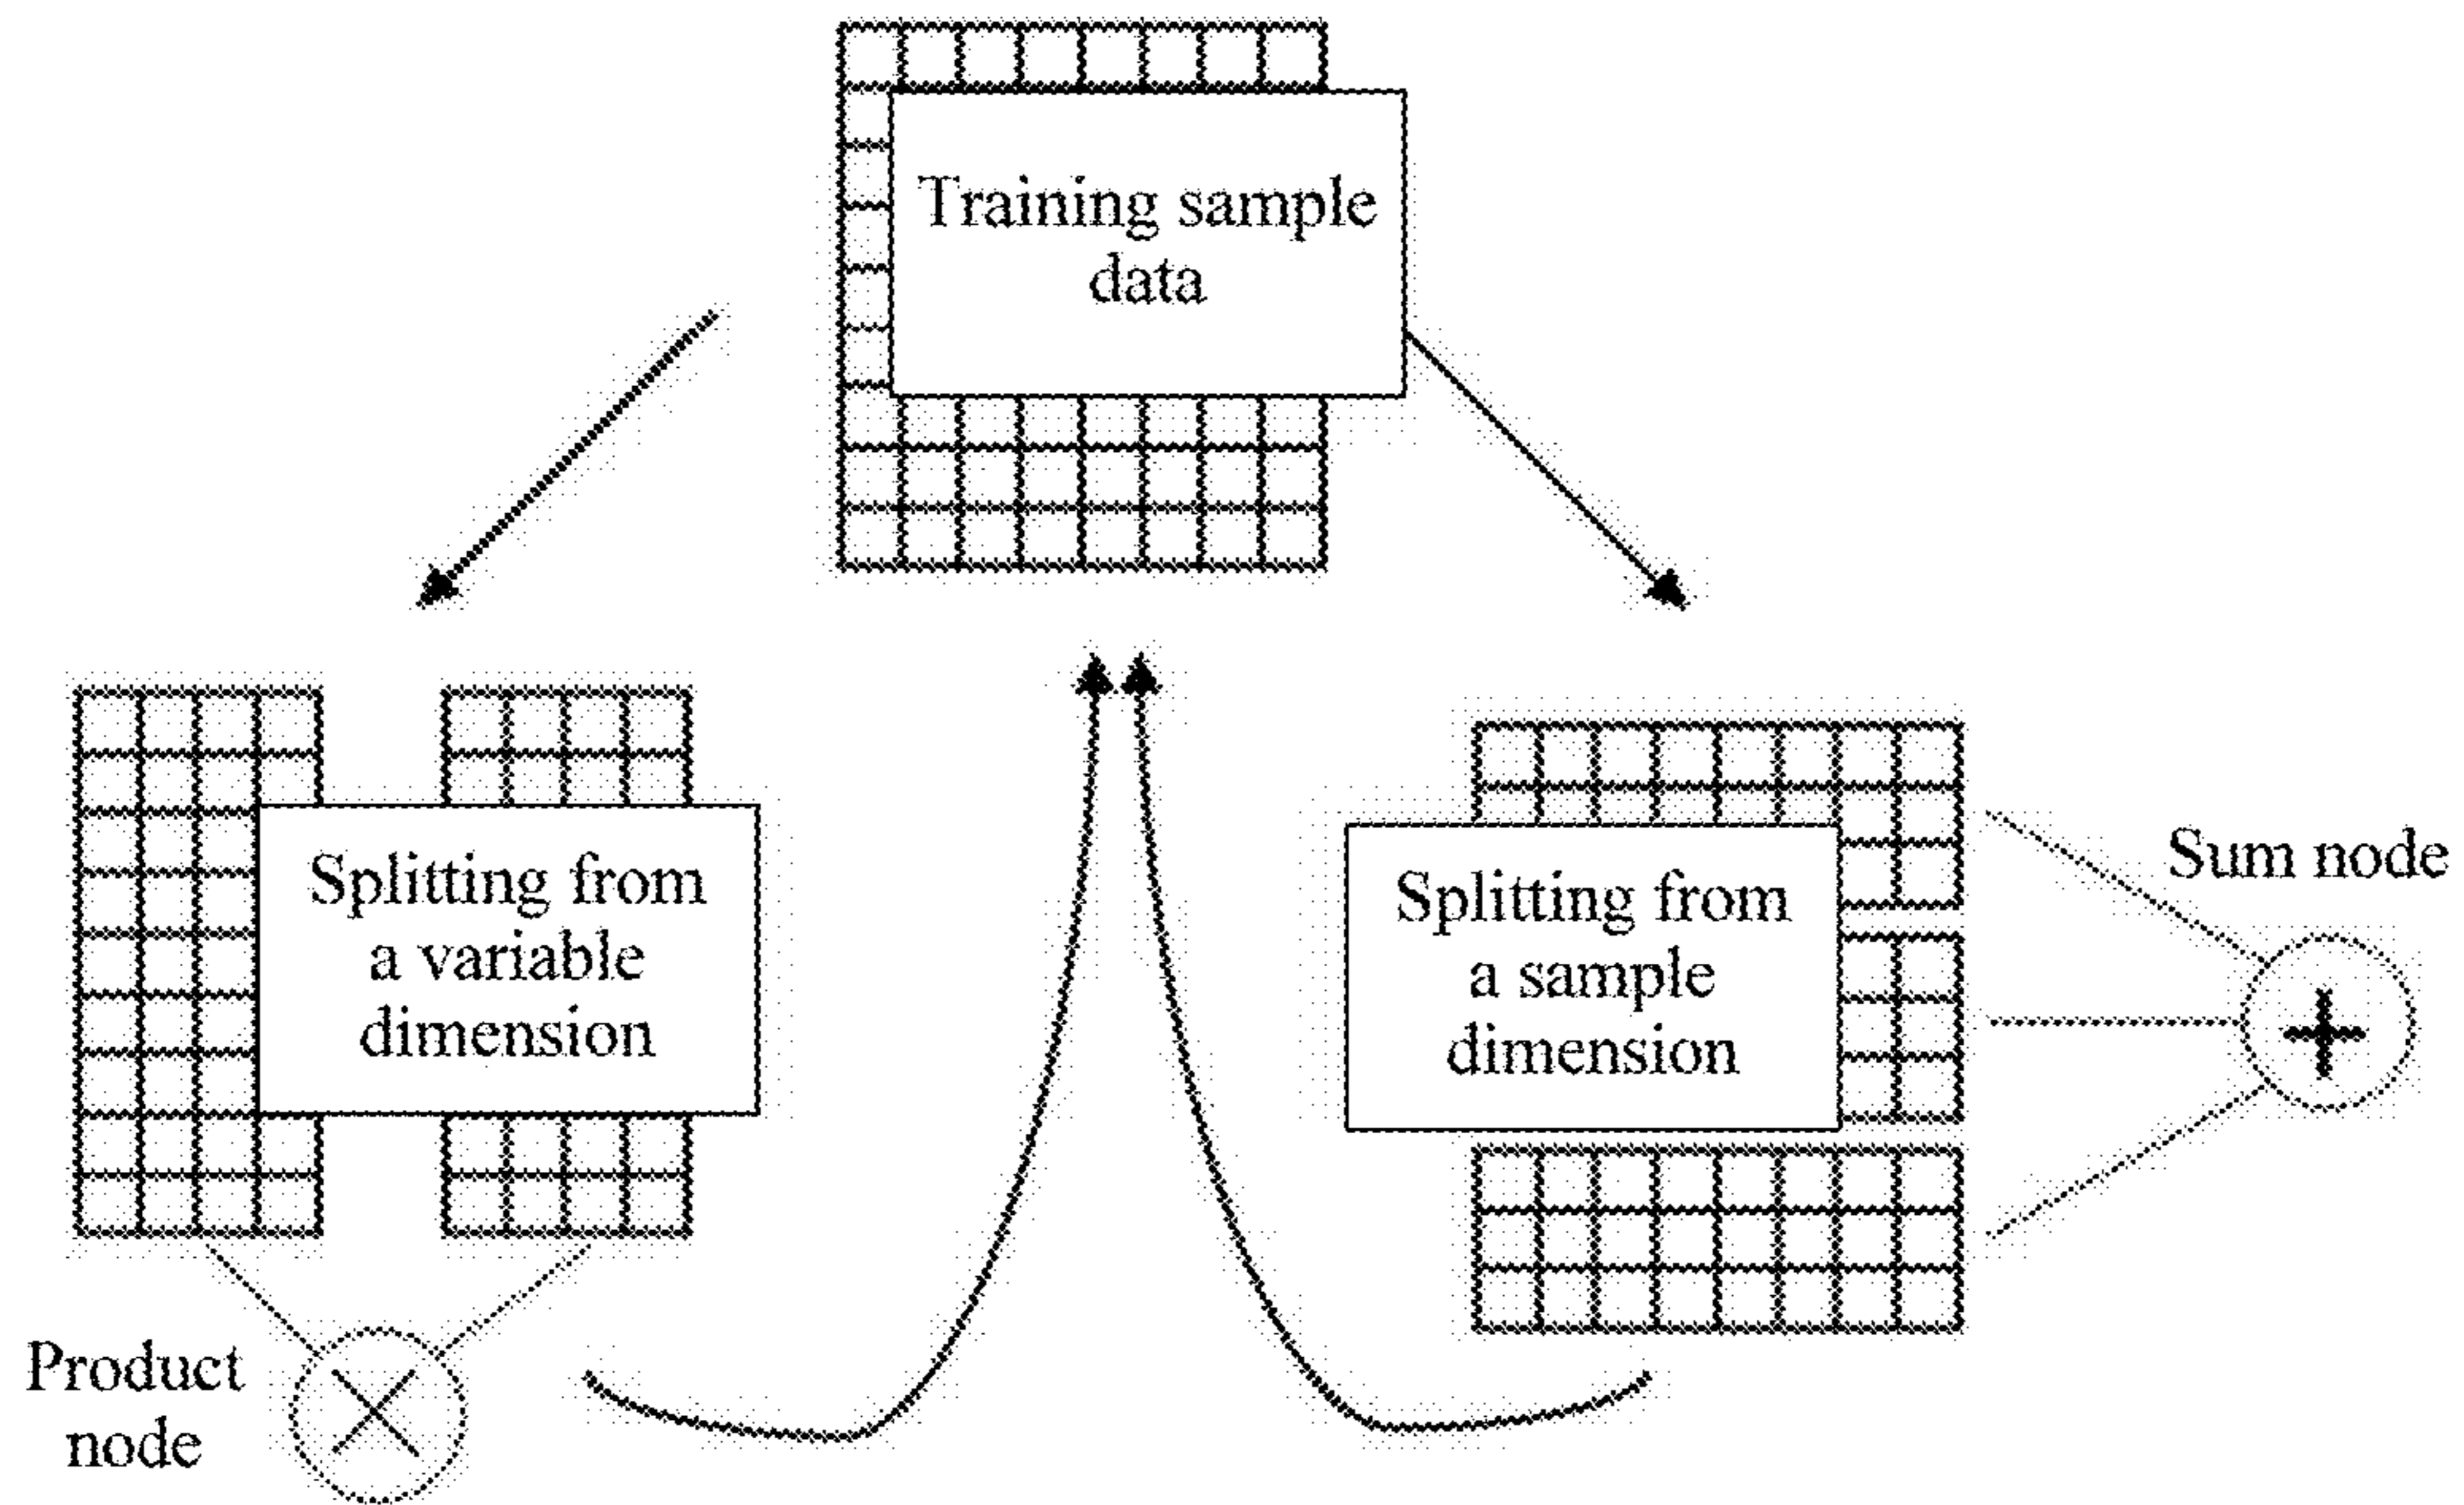 Training sample
data
Splitting from
a variable
dimension
Splitting from
a sample
dimension
Sum node
Product
node